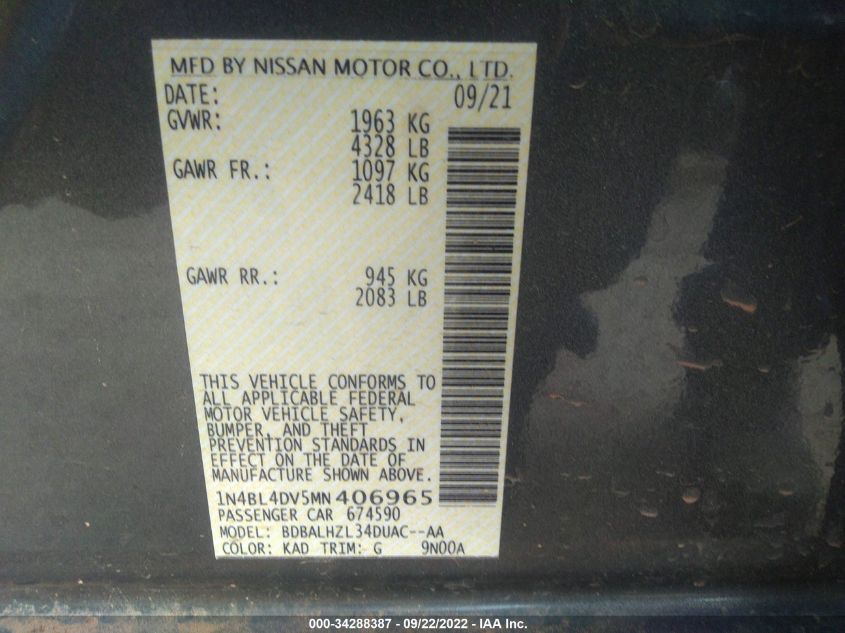 MFD BY NISSAN MOTOR CO., LTD.
DATE: 09/21
GVWR: 1963 KG
4328 LB
GAWR FR.: 1097 KG
2418 LB
GAWR RR.: 945 KG
2083 LB
THIS VEHICLE CONFORMS TO
ALL APPLICABLE FEDERAL
MOTOR VEHICLE SAFETY,
BUMPER, AND THEFT
PREVENTION STANDARDS IN
EFFECT ON THE DATE OF
MANUFACTURE SHOWN ABOVE.
1N4BL4DV5MN406965
PASSENGER CAR 674590
MODEL: BDBALHZL34DUAC--AA
COLOR: KAD TRIM: G 9N00A
000-34288387 - 09/22/2022 - IAA Inc.